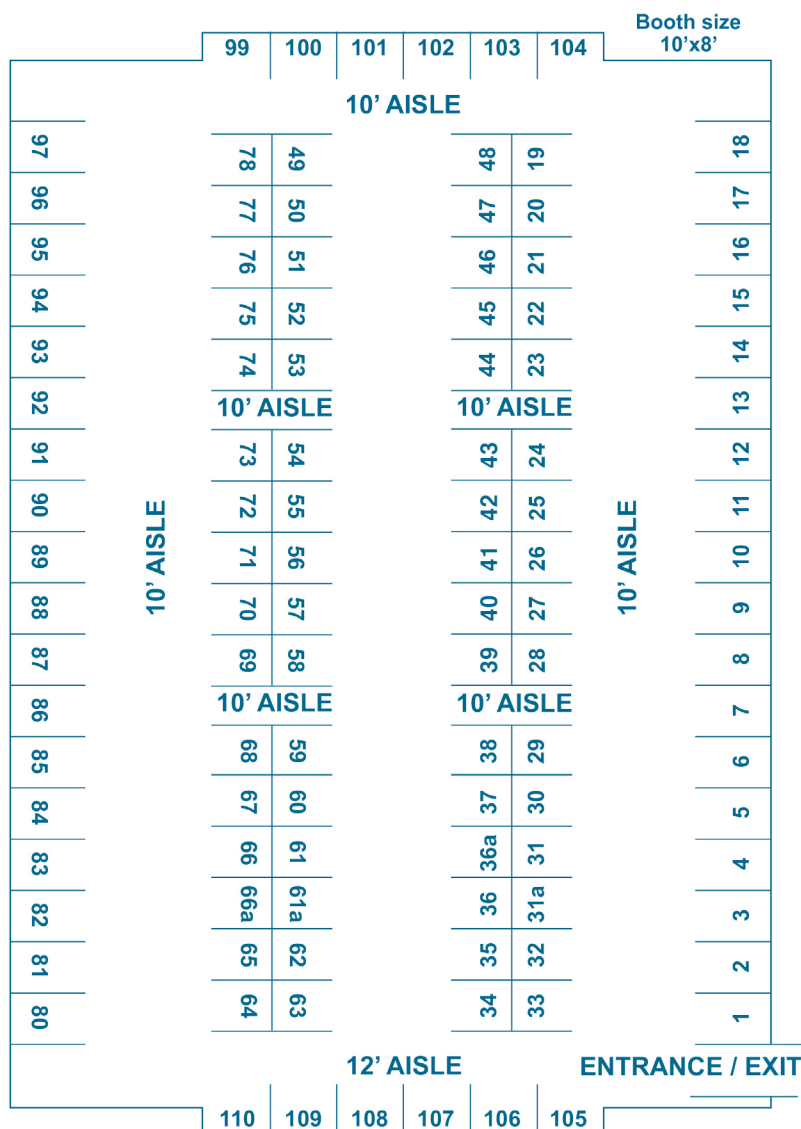 Booth size
10’x8’
99 100 101 102 103 104
10’ AISLE
97 78 49 48 19 18
96 77 50 47 20 17
95 76 51 46 21 16
94 75 52 45 22 15
93 74 53 44 23 14
92 10’ AISLE 10’ AISLE 13
91 73 54 43 24 12
90 72 55 42 25 11
10’ AISLE 10’ AISLE
89 71 56 41 26 10
88 70 57 40 27 9
87 69 58 39 28 8
86 10’ AISLE 10’ AISLE 7
85 68 59 38 29 6
84 67 60 37 30 5
83 66 61 36a 31 4
82 66a 61a 36 31a 3
81 65 62 35 32 2
80 64 63 34 33 1
12’ AISLE ENTRANCE / EXIT
110 109 108 107 106 105